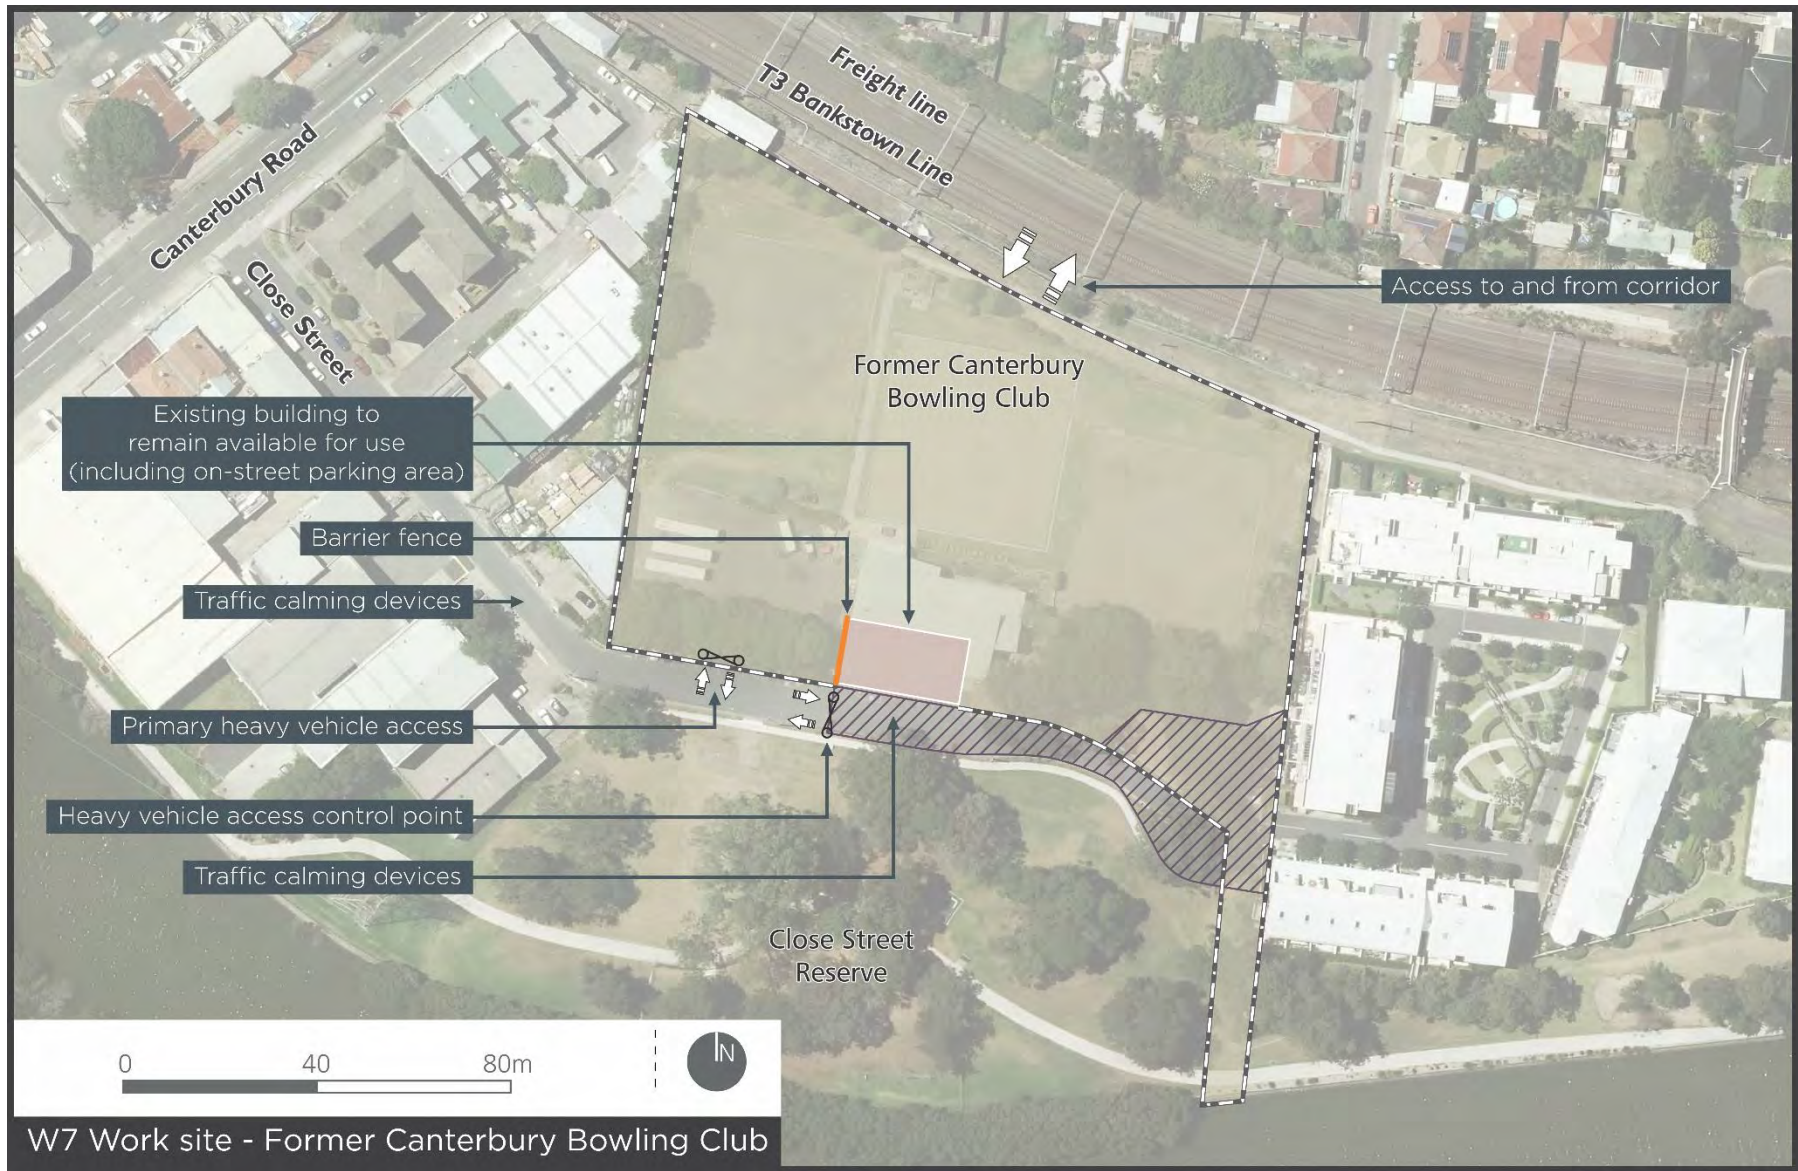 Freight line
T3 Bankstown Line
Canterbury Road
Close Street
Access to and from corridor
Former Canterbury
Bowling Club
Existing building to
remain available for use
(including on-street parking area)
Barrier fence
Traffic calming devices
Primary heavy vehicle access
Heavy vehicle access control point
Traffic calming devices
Close Street
Reserve
0 40 80m
N
W7 Work site - Former Canterbury Bowling Club